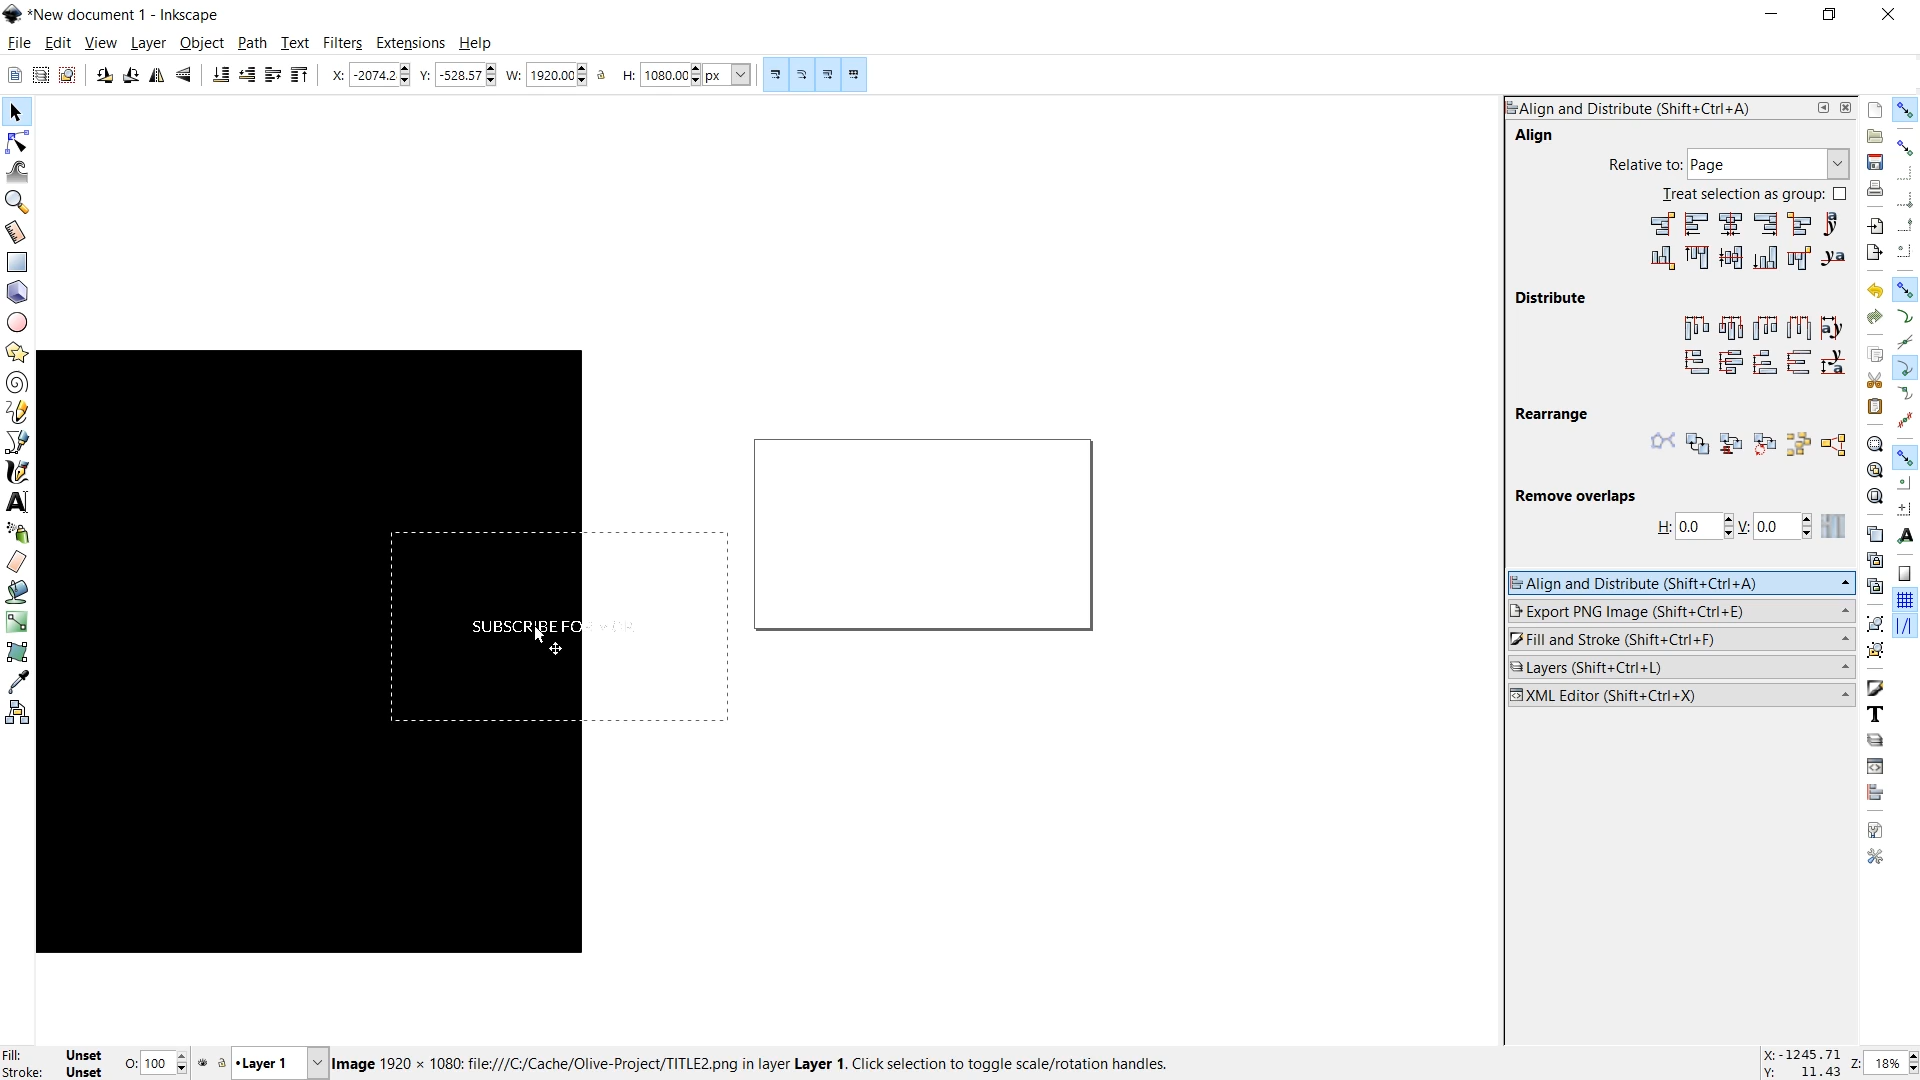 *New document 1 - Inkscape
File Edit View Layer Object Path Text Filters Extensions Help
X: -2074.2 Y: -528.57 W: 1920.00 H: 1080.00 px
Align and Distribute (Shift+Ctrl+A)
Align
Relative to: Page
Treat selection as group:
Distribute
Rearrange
Remove overlaps
H: 0.0 V: 0.0
Align and Distribute (Shift+Ctrl+A)
Export PNG Image (Shift+Ctrl+E)
Fill and Stroke (Shift+Ctrl+F)
Layers (Shift+Ctrl+L)
XML Editor (Shift+Ctrl+X)
SUBSCRIBE FOR
Fill: Unset
Stroke: Unset
O: 100
•Layer 1
Image 1920 × 1080: file:///C:/Cache/Olive-Project/TITLE2.png in layer Layer 1. Click selection to toggle scale/rotation handles.
X: -1245.71
Y: 11.43
Z: 18%